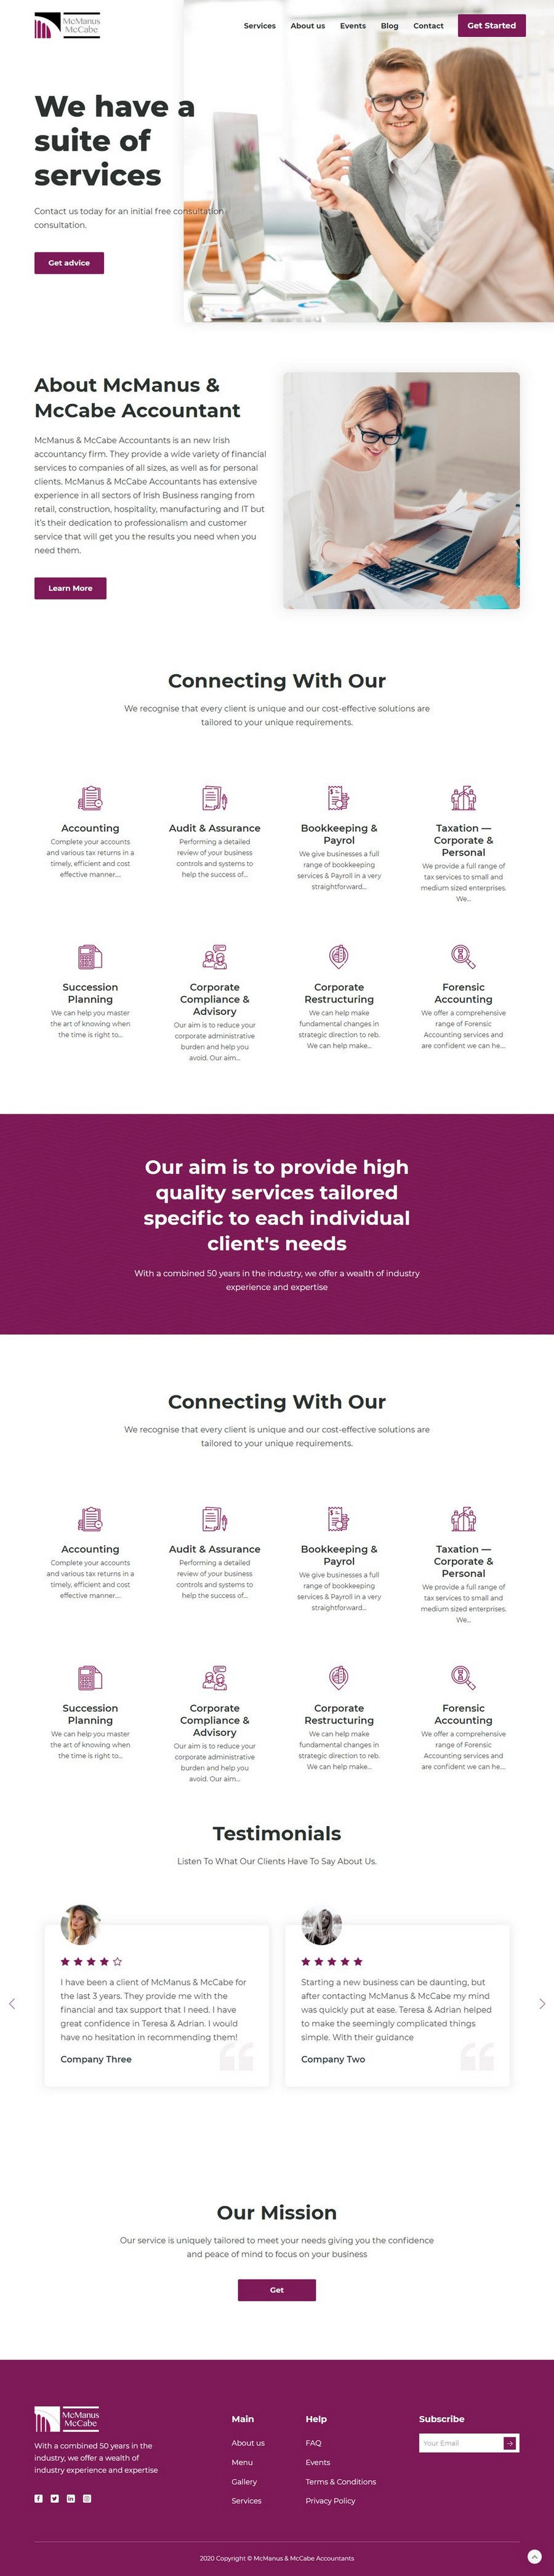 McManus
McCabe
Services About us Events Blog Contact Get Started
We have a
suite of
services
Contact us today for an initial free consultation
consultation.
Get advice
About McManus &
McCabe Accountant
McManus & McCabe Accountants is an new Irish
accountancy firm. They provide a wide variety of financial
services to companies of all sizes, as well as for personal
clients. McManus & McCabe Accountants has extensive
experience in all sectors of Irish Business ranging from
retail, construction, hospitality, manufacturing and IT but
it's their dedication to professionalism and customer
service that will get you the results you need when you
need them.
Learn More
Connecting With Our
We recognise that every client is unique and our cost-effective solutions are
tailored to your unique requirements.
Accounting
Complete your accounts
and various tax returns in a
timely, efficient and cost
effective manner....
Audit & Assurance
Performing a detailed
review of your business
controls and systems to
help the success of...
Bookkeeping &
Payrol
We give businesses a full
range of bookkeeping
services & Payroll in a very
straightforward...
Taxation —
Corporate &
Personal
We provide a full range of
tax services to small and
medium sized enterprises.
We...
Succession
Planning
We can help you master
the art of knowing when
the time is right to...
Corporate
Compliance &
Advisory
Our aim is to reduce your
corporate administrative
burden and help you
avoid. Our aim...
Corporate
Restructuring
We can help make
fundamental changes in
strategic direction to reb.
We can help make...
Forensic
Accounting
We offer a comprehensive
range of Forensic
Accounting services and
are confident we can he....
Our aim is to provide high
quality services tailored
specific to each individual
client's needs
With a combined 50 years in the industry, we offer a wealth of industry
experience and expertise
Connecting With Our
We recognise that every client is unique and our cost-effective solutions are
tailored to your unique requirements.
Accounting
Complete your accounts
and various tax returns in a
timely, efficient and cost
effective manner....
Audit & Assurance
Performing a detailed
review of your business
controls and systems to
help the success of...
Bookkeeping &
Payrol
We give businesses a full
range of bookkeeping
services & Payroll in a very
straightforward...
Taxation —
Corporate &
Personal
We provide a full range of
tax services to small and
medium sized enterprises.
We...
Succession
Planning
We can help you master
the art of knowing when
the time is right to...
Corporate
Compliance &
Advisory
Our aim is to reduce your
corporate administrative
burden and help you
avoid. Our aim...
Corporate
Restructuring
We can help make
fundamental changes in
strategic direction to reb.
We can help make...
Forensic
Accounting
We offer a comprehensive
range of Forensic
Accounting services and
are confident we can he....
Testimonials
Listen To What Our Clients Have To Say About Us.
I have been a client of McManus & McCabe for
the last 3 years. They provide me with the
financial and tax support that I need. I have
great confidence in Teresa & Adrian. I would
have no hesitation in recommending them!
Company Three
Starting a new business can be daunting, but
after contacting McManus & McCabe my mind
was quickly put at ease. Teresa & Adrian helped
to make the seemingly complicated things
simple. With their guidance
Company Two
Our Mission
Our service is uniquely tailored to meet your needs giving you the confidence
and peace of mind to focus on your business
Get
McManus
McCabe
With a combined 50 years in the
industry, we offer a wealth of
industry experience and expertise
Main
About us
Menu
Gallery
Services
Help
FAQ
Events
Terms & Conditions
Privacy Policy
Subscribe
Your Email
2020 Copyright © McManus & McCabe Accountants